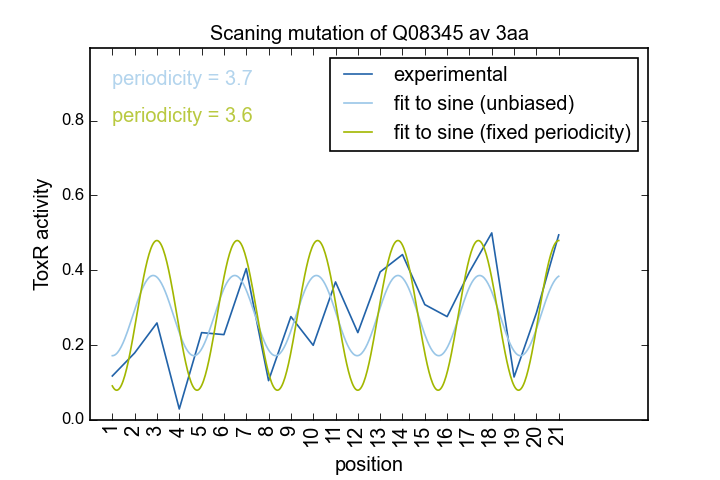 Scaning mutation of Q08345 av 3aa
periodicity = 3.7
periodicity = 3.6
experimental
fit to sine (unbiased)
fit to sine (fixed periodicity)
ToxR activity
0.8
0.6
0.4
0.2
0.0
1 2 3 4 5 6 7 8 9 10 11 12 13 14 15 16 17 18 19 20 21
position